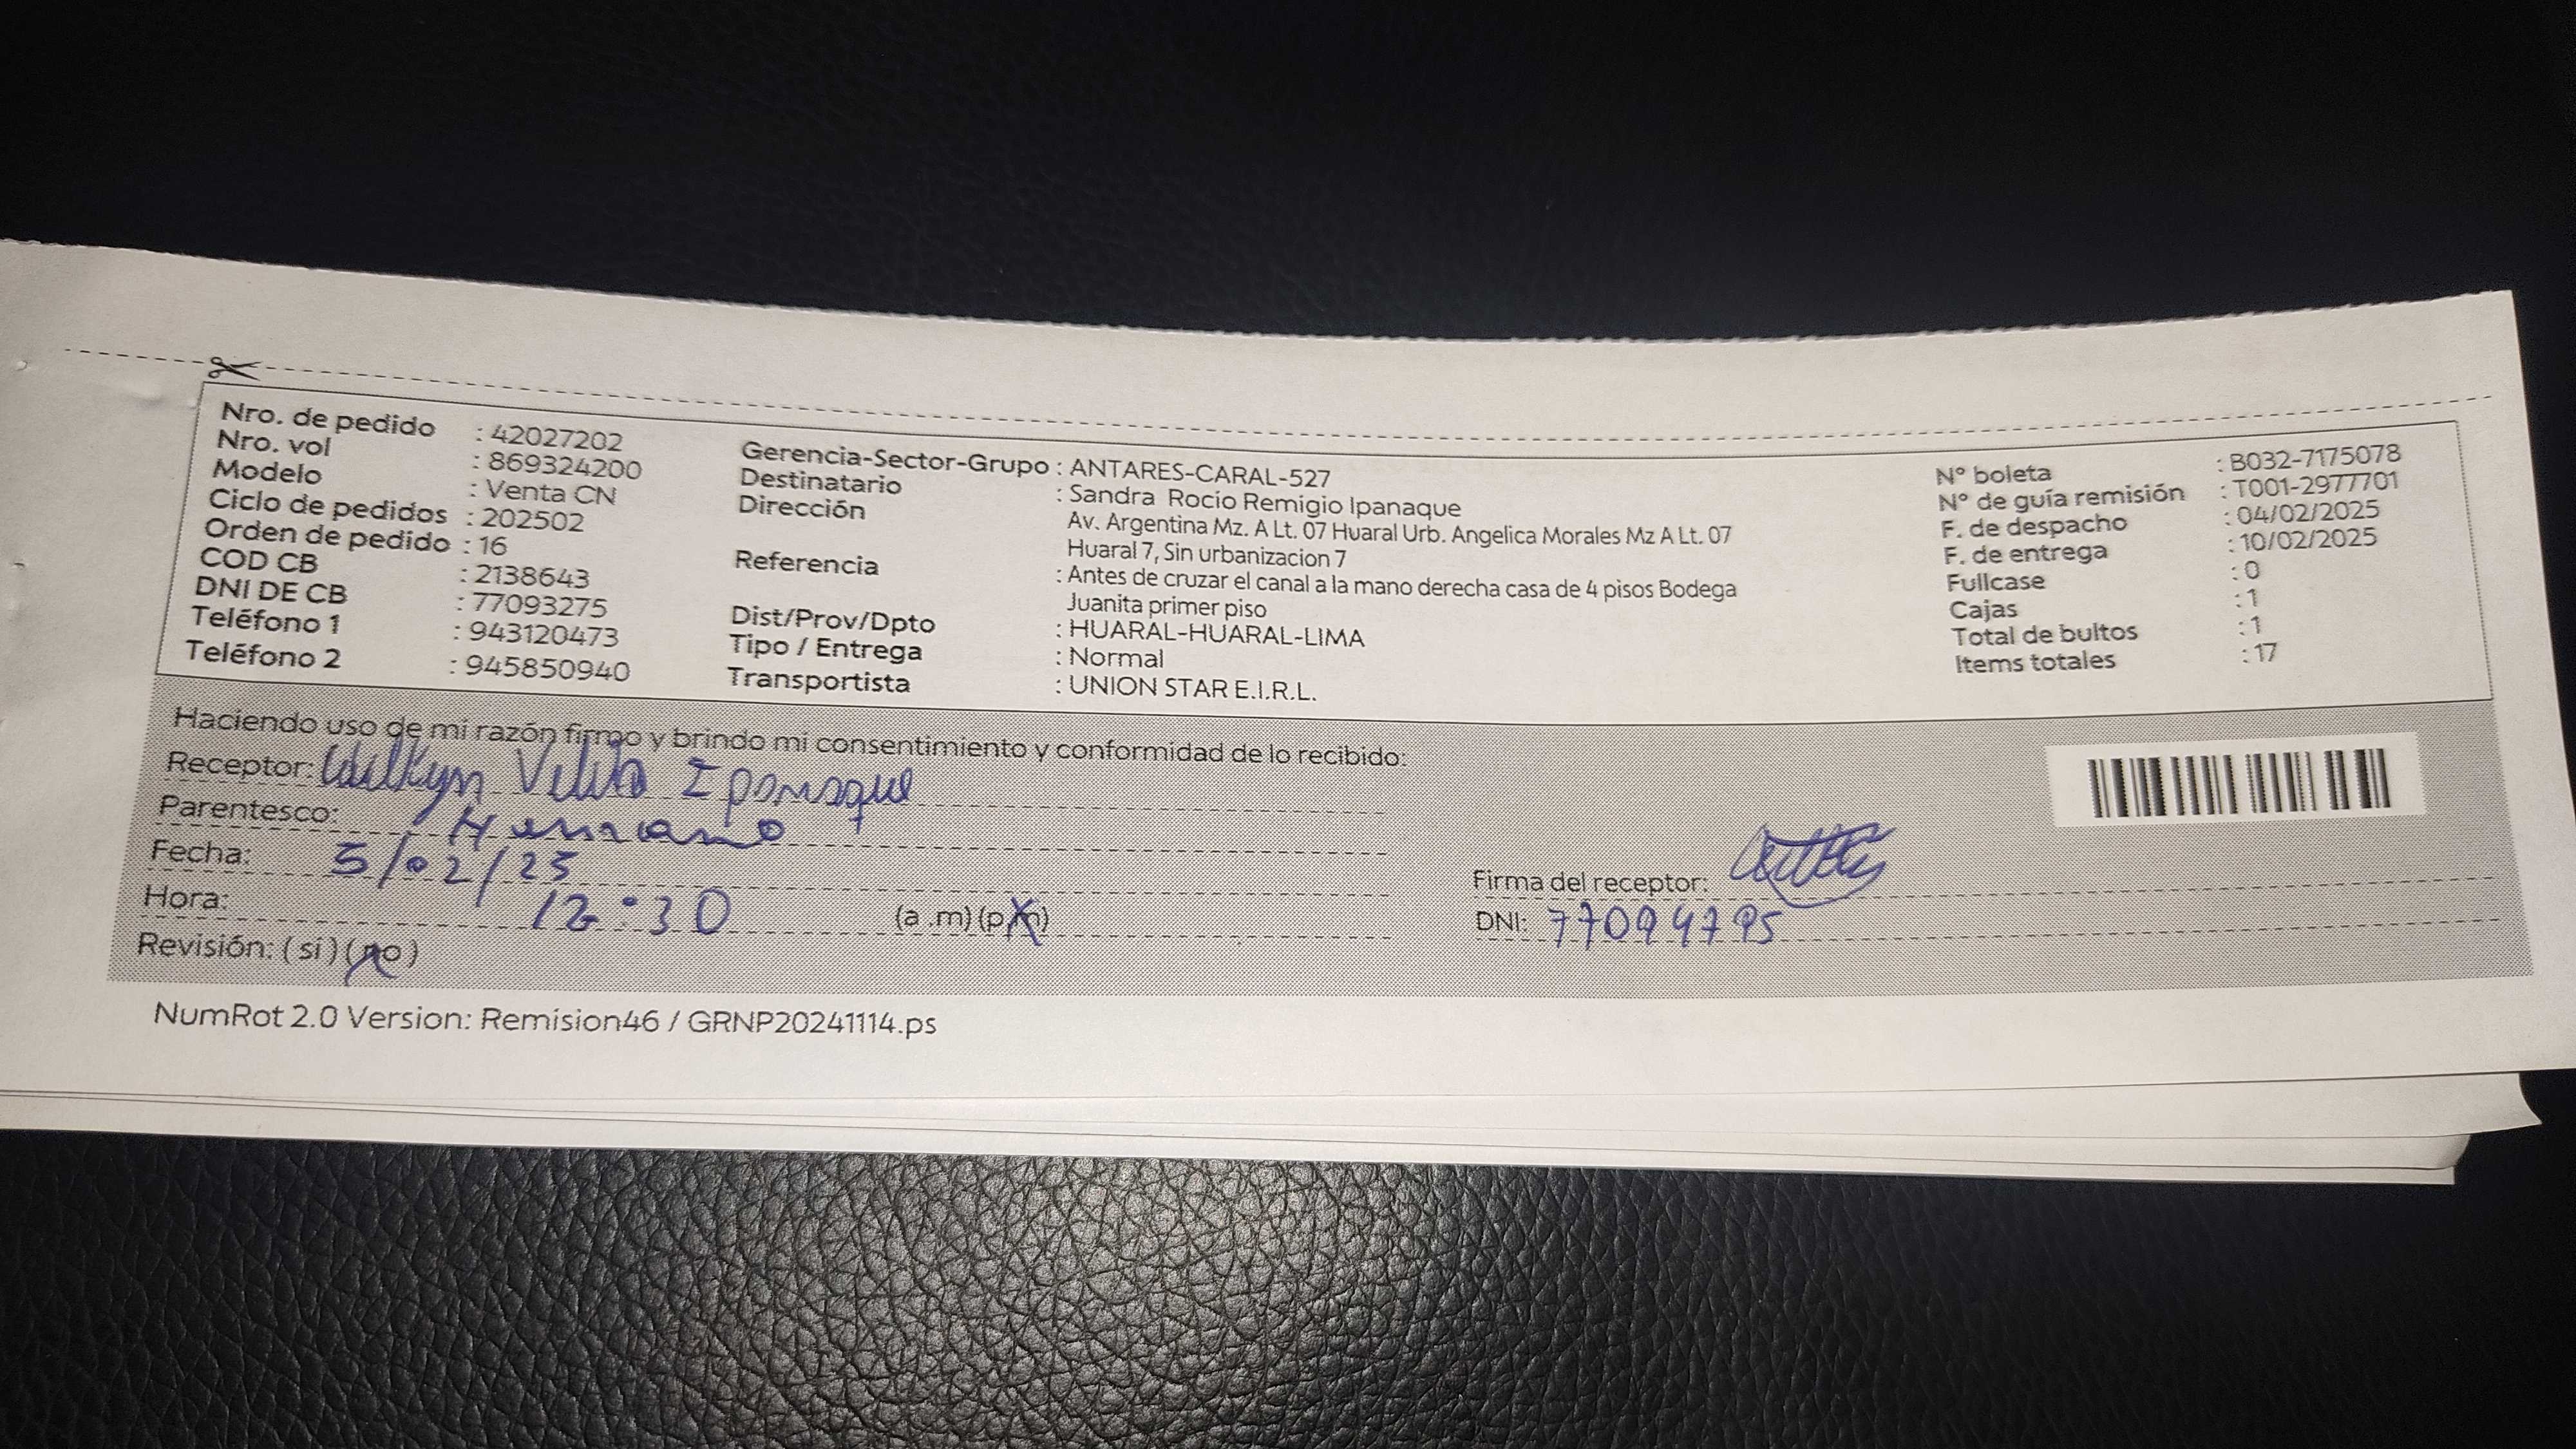 Nro. de pedido : 42027202
Nro. vol : 869324200
Modelo : Venta CN
Ciclo de pedidos : 202502
Orden de pedido : 16
COD CB : 2138643
DNI DE CB : 77093275
Teléfono 1 : 943120473
Teléfono 2 : 945850940
Gerencia-Sector-Grupo : ANTARES-CARAL-527
Destinatario : Sandra Rocio Remigio Ipanaque
Dirección Av. Argentina Mz. A Lt. 07 Huaral Urb. Angelica Morales Mz A Lt. 07
Huaral 7, Sin urbanizacion 7
Referencia : Antes de cruzar el canal a la mano derecha casa de 4 pisos Bodega
Juanita primer piso
Dist/Prov/Dpto : HUARAL-HUARAL-LIMA
Tipo / Entrega : Normal
Transportista : UNION STAR E.I.R.L.
N° boleta : B032-7175078
N° de guía remisión : T001-2977701
F. de despacho : 04/02/2025
F. de entrega : 10/02/2025
Fullcase : 0
Cajas : 1
Total de bultos : 1
Items totales : 17
Haciendo uso de mi razón firmo y brindo mi consentimiento y conformidad de lo recibido:
Receptor: Ipanaque
Parentesco: Hermano
Fecha: 5/02/25
Hora: 12:30 (a .m) (p.m)
Revisión: ( si ) ( no )
Firma del receptor:
DNI: 77094795
NumRot 2.0 Version: Remision46 / GRNP20241114.ps